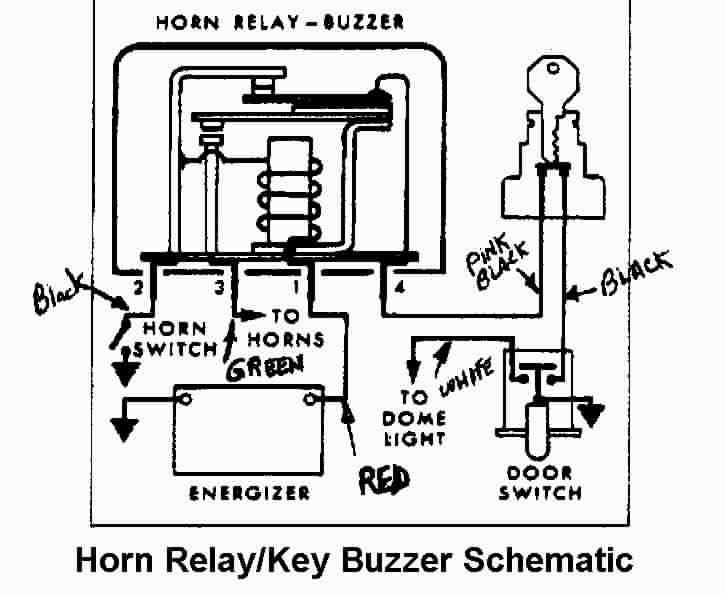 HORN RELAY – BUZZER
2
3
1
4
PINK
BLACK
BLACK
Black
HORN
SWITCH
TO
HORNS
GREEN
TO
DOME
LIGHT
WHITE
RED
ENERGIZER
DOOR
SWITCH
Horn Relay/Key Buzzer Schematic